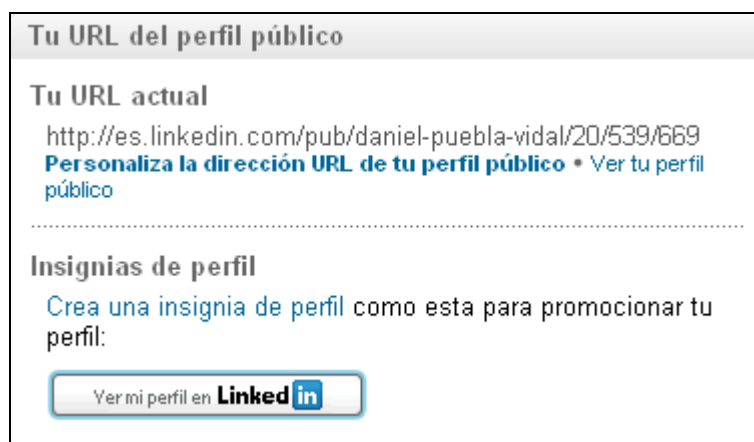 Tu URL del perfil público
Tu URL actual
http://es.linkedin.com/pub/daniel-puebla-vidal/20/539/669
Personaliza la dirección URL de tu perfil público • Ver tu perfil
público
Insignias de perfil
Crea una insignia de perfil como esta para promocionar tu
perfil:
Ver mi perfil en Linked in